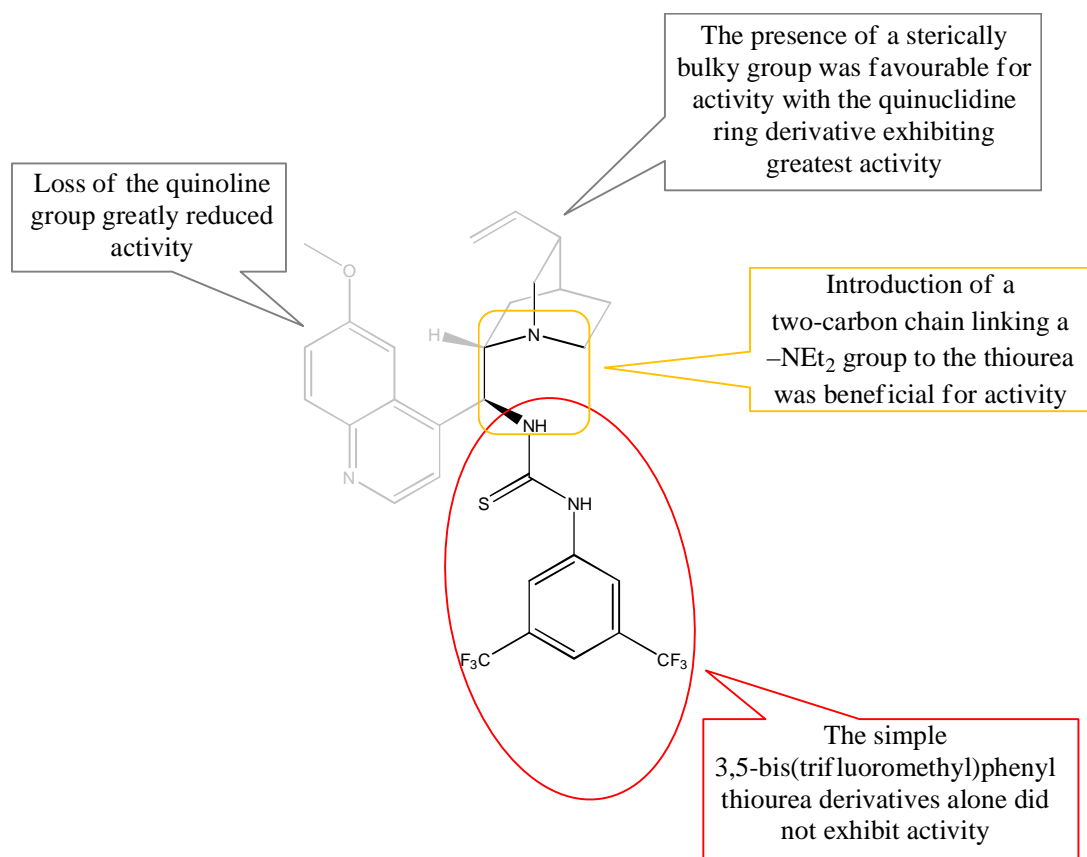 The presence of a sterically
bulky group was favourable for
activity with the quinuclidine
ring derivative exhibiting
greatest activity
Loss of the quinoline
group greatly reduced
activity
O
N
H
Introduction of a
two-carbon chain linking a
–NEt₂ group to the thiourea
was beneficial for activity
NH
N
S
NH
F₃C
CF₃
The simple
3,5-bis(trifluoromethyl)phenyl
thiourea derivatives alone did
not exhibit activity